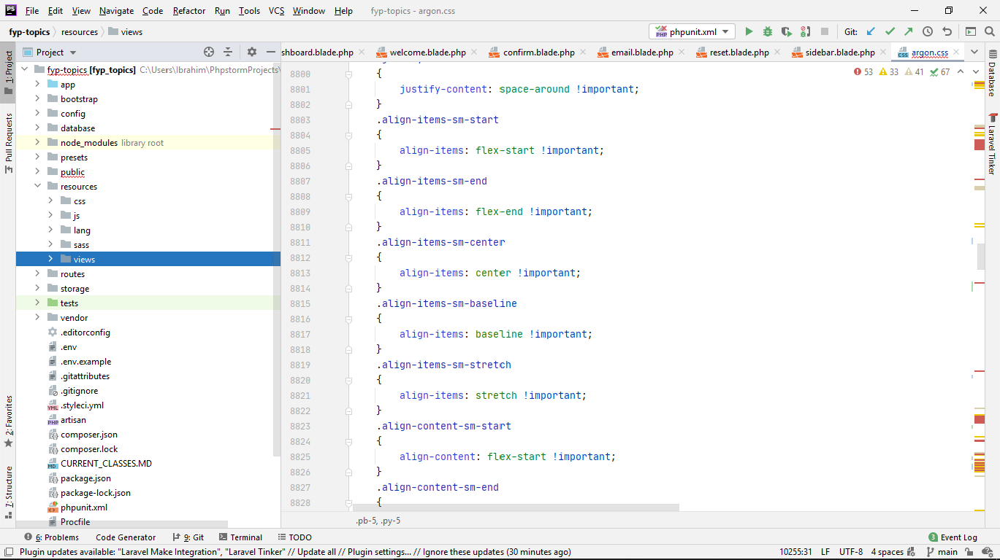 PS File Edit View Navigate Code Refactor Run Tools VCS Window Help fyp-topics - argon.css
fyp-topics resources views phpunit.xml Git:
Project shboard.blade.php welcome.blade.php confirm.blade.php email.blade.php reset.blade.php sidebar.blade.php argon.css
1: Project
Pull Requests
2: Favorites
7: Structure
fyp-topics [fyp_topics] C:\Users\Ibrahim\PhpstormProjects\
app
bootstrap
config
database
node_modules library root
presets
public
resources
css
js
lang
sass
views
routes
storage
tests
vendor
.editorconfig
.env
.env.example
.gitattributes
.gitignore
.styleci.yml
artisan
composer.json
composer.lock
CURRENT_CLASSES.MD
package.json
package-lock.json
phpunit.xml
Procfile
53 33 41 67
8800 {
8801 justify-content: space-around !important;
8802 }
8803 .align-items-sm-start
8804 {
8805 align-items: flex-start !important;
8806 }
8807 .align-items-sm-end
8808 {
8809 align-items: flex-end !important;
8810 }
8811 .align-items-sm-center
8812 {
8813 align-items: center !important;
8814 }
8815 .align-items-sm-baseline
8816 {
8817 align-items: baseline !important;
8818 }
8819 .align-items-sm-stretch
8820 {
8821 align-items: stretch !important;
8822 }
8823 .align-content-sm-start
8824 {
8825 align-content: flex-start !important;
8826 }
8827 .align-content-sm-end
8828 {
.pb-5, .py-5
Database
Laravel Tinker
6: Problems Code Generator 9: Git Terminal TODO 3 Event Log
Plugin updates available: "Laravel Make Integration", "Laravel Tinker" // Update all // Plugin settings... // Ignore these updates (30 minutes ago) 10255:31 LF UTF-8 4 spaces main